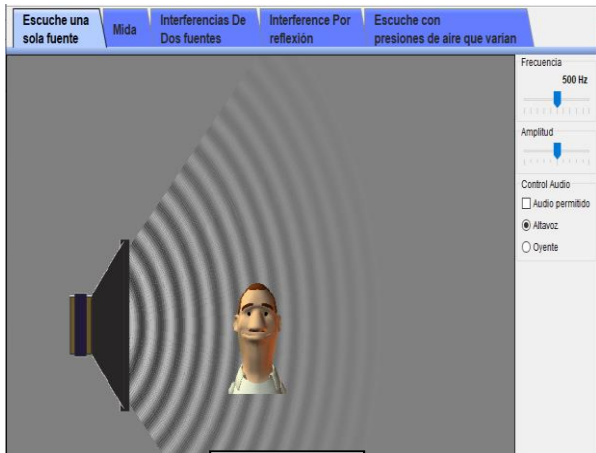 Escuche una
sola fuente
Mida
Interferencias De
Dos fuentes
Interference Por
reflexión
Escuche con
presiones de aire que varian
Frecuencia
500 Hz
Amplitud
Control Audio
Audio permitido
Altavoz
Oyente